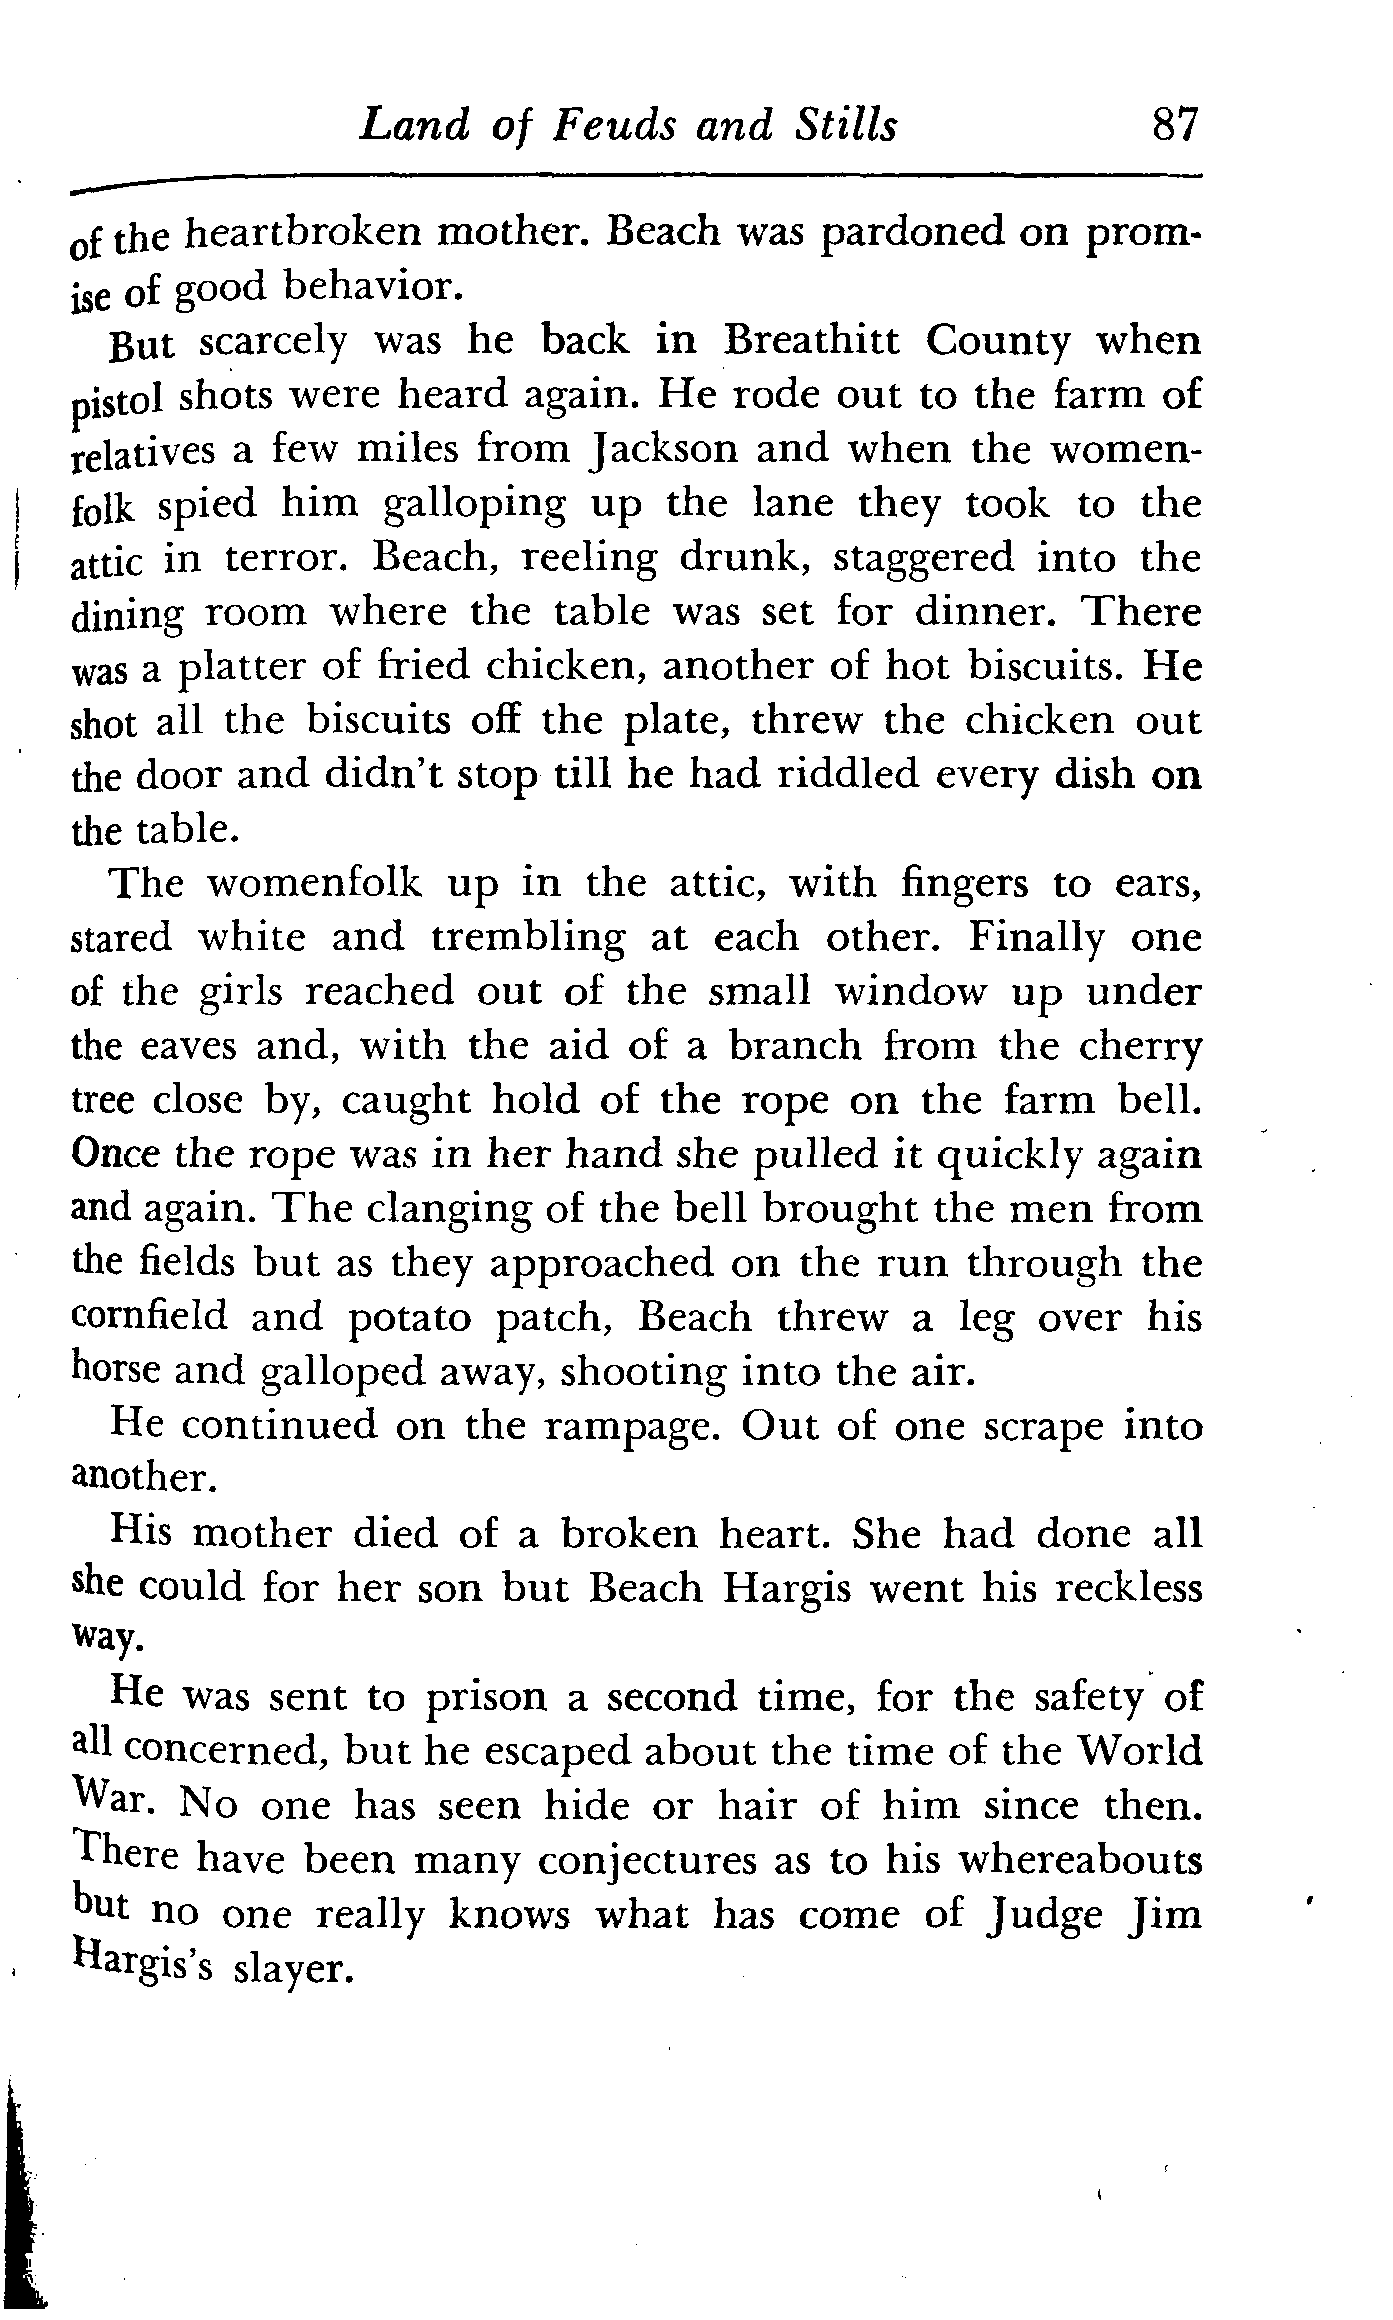 Land of Feuds and Stills 87
of the heartbroken mother. Beach was pardoned on prom-
ise of good behavior.
But scarcely was he back in Breathitt County when
pistol shots were heard again. He rode out to the farm of
relatives a few miles from Jackson and when the women-
folk spied him galloping up the lane they took to the
attic in terror. Beach, reeling drunk, staggered into the
dining room where the table was set for dinner. There
was a platter of fried chicken, another of hot biscuits. He
shot all the biscuits off the plate, threw the chicken out
the door and didn't stop till he had riddled every dish on
the table.
The womenfolk up in the attic, with fingers to ears,
stared white and trembling at each other. Finally one
of the girls reached out of the small window up under
the eaves and, with the aid of a branch from the cherry
tree close by, caught hold of the rope on the farm bell.
Once the rope was in her hand she pulled it quickly again
and again. The clanging of the bell brought the men from
the fields but as they approached on the run through the
cornfield and potato patch, Beach threw a leg over his
horse and galloped away, shooting into the air.
He continued on the rampage. Out of one scrape into
another.
His mother died of a broken heart. She had done all
she could for her son but Beach Hargis went his reckless
way.
He was sent to prison a second time, for the safety of
all concerned, but he escaped about the time of the World
War. No one has seen hide or hair of him since then.
There have been many conjectures as to his whereabouts
but no one really knows what has come of Judge Jim
Hargis's slayer.